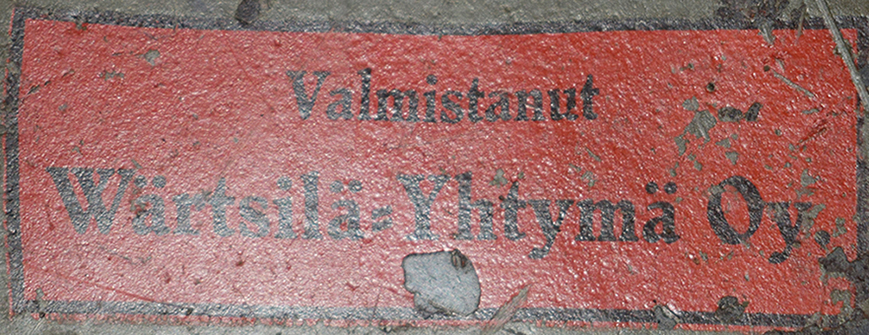 Valmistanut
Wärtsilä-Yhtymä Oy.